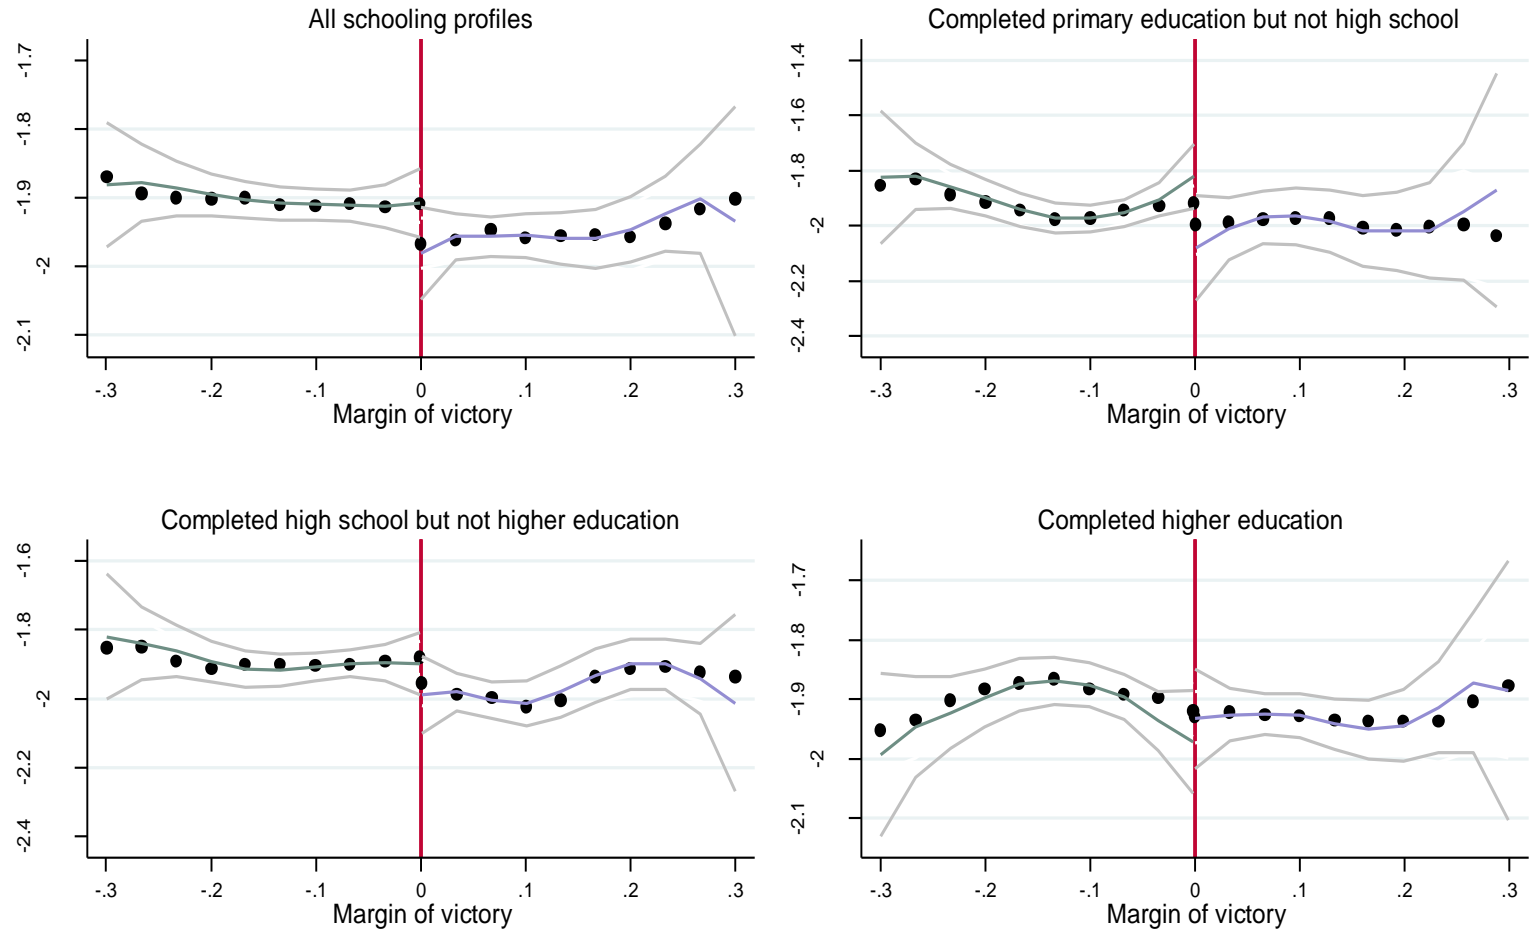 All schooling profiles
-1.7
-1.8
-1.9
-2
-2.1
-.3 -.2 -.1 0 .1 .2 .3
Margin of victory
Completed primary education but not high school
-1.4
-1.6
-1.8
-2
-2.2
-2.4
-.3 -.2 -.1 0 .1 .2 .3
Margin of victory
Completed high school but not higher education
-1.6
-1.8
-2
-2.2
-2.4
-.3 -.2 -.1 0 .1 .2 .3
Margin of victory
Completed higher education
-1.7
-1.8
-1.9
-2
-2.1
-.3 -.2 -.1 0 .1 .2 .3
Margin of victory